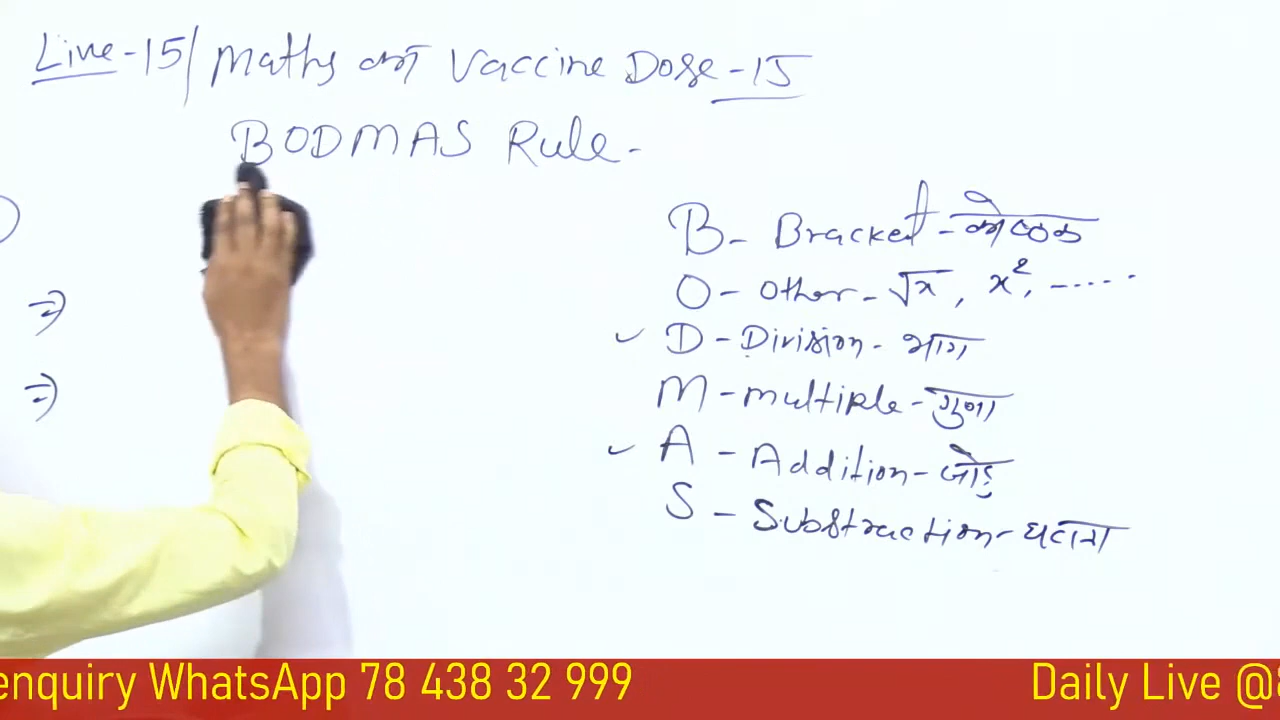 Live-15/ Maths का Vaccine Dose-15
BODMAS Rule-
B- Bracket-कोष्ठक
O- Other-√x, x², -----
✓ D-Division- भाग
M-multiple-गुणा
✓ A-Addition-जोड़
S-Substraction-घटाना
⇒
⇒
enquiry WhatsApp 78 438 32 999 Daily Live @